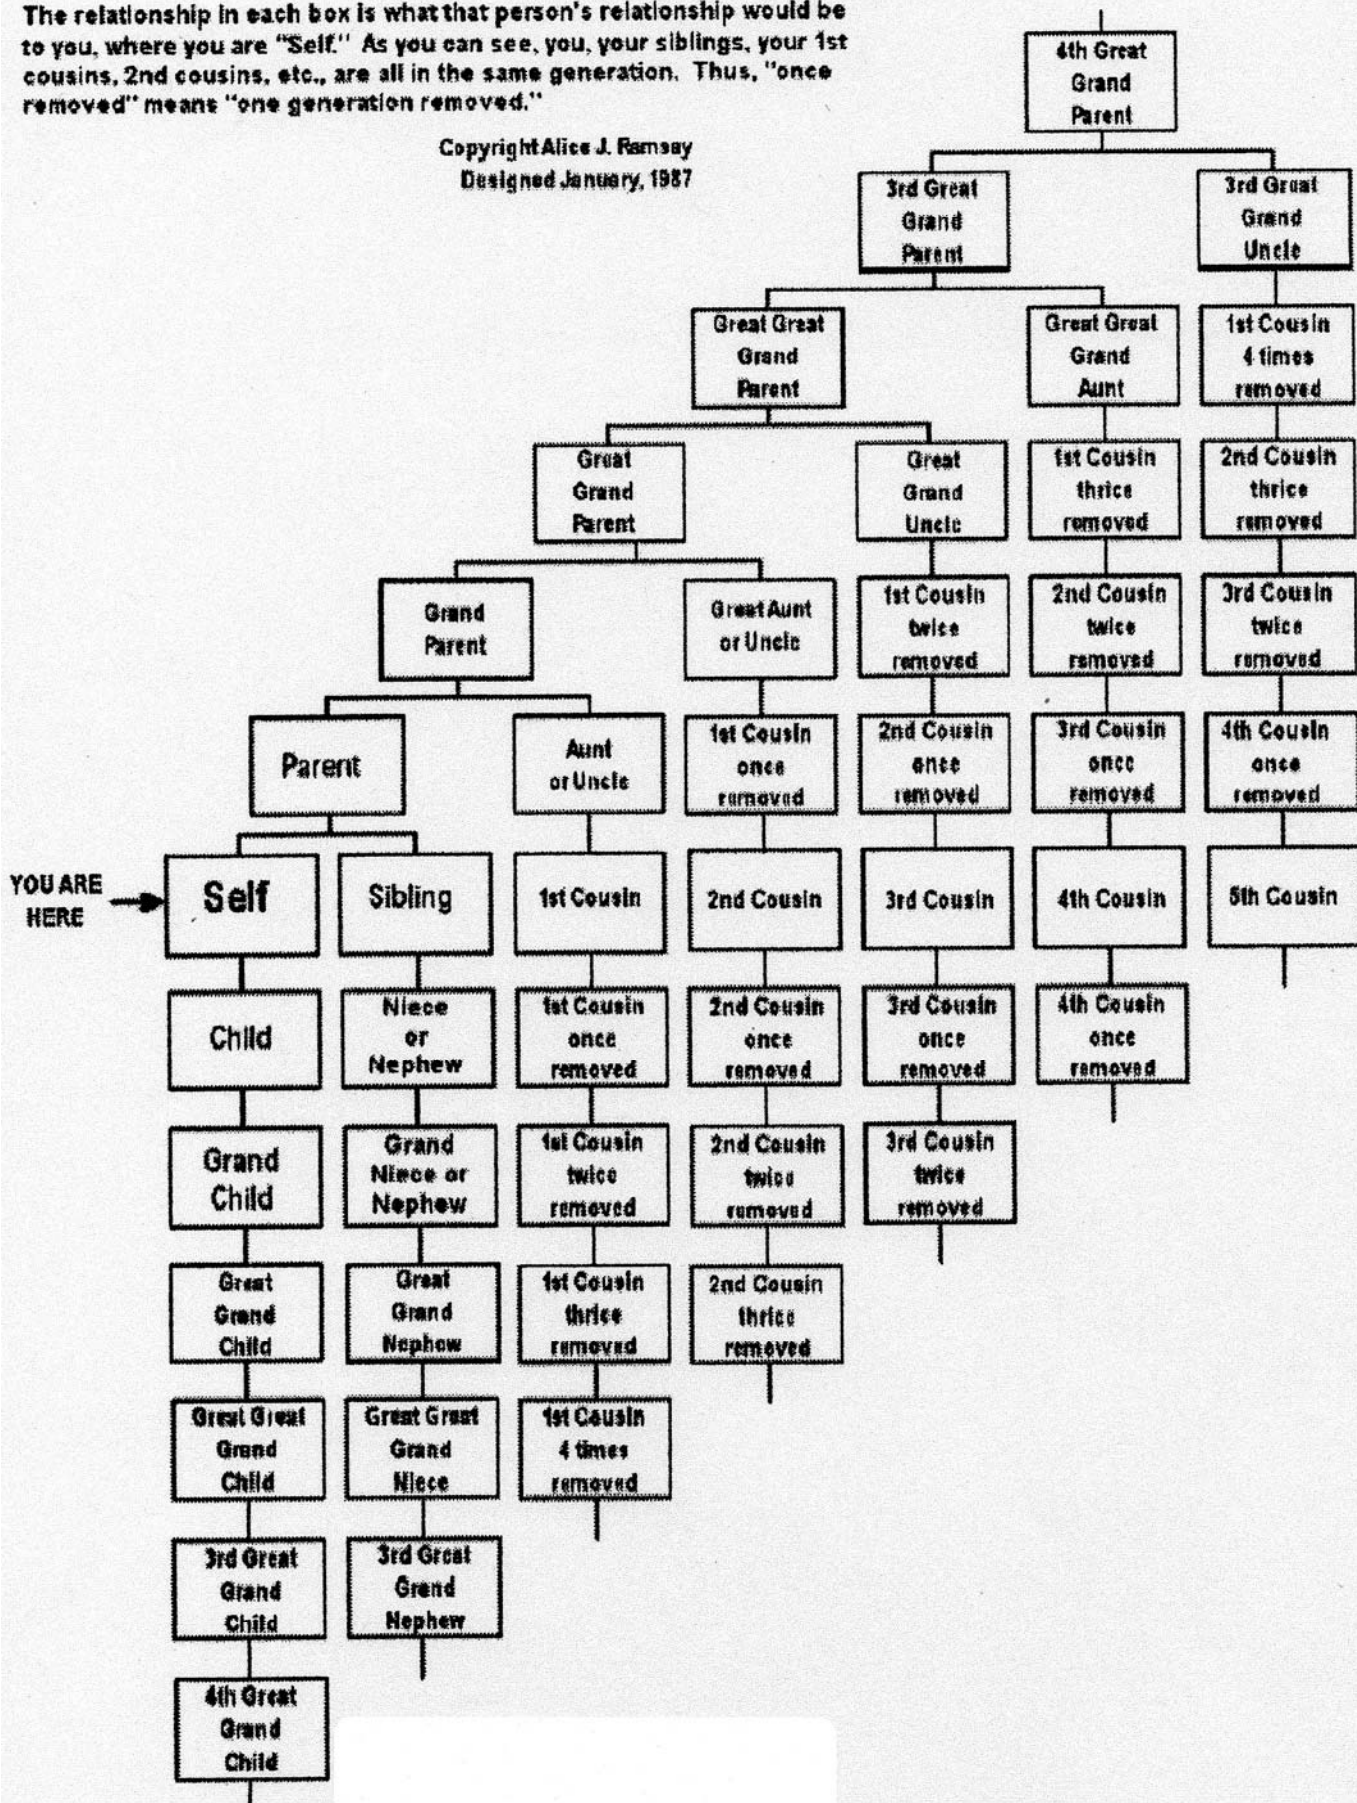 The relationship in each box is what that person's relationship would be
to you, where you are "Self." As you can see, you, your siblings, your 1st
cousins, 2nd cousins, etc., are all in the same generation. Thus, "once
removed" means "one generation removed."
Copyright Alice J. Ramsay
Designed January, 1987
4th Great
Grand
Parent
3rd Great
Grand
Parent
3rd Great
Grand
Uncle
Great Great
Grand
Parent
Great Great
Grand
Aunt
1st Cousin
4 times
removed
Great
Grand
Parent
Great
Grand
Uncle
1st Cousin
thrice
removed
2nd Cousin
thrice
removed
Grand
Parent
Great Aunt
or Uncle
1st Cousin
twice
removed
2nd Cousin
twice
removed
3rd Cousin
twice
removed
Parent
Aunt
or Uncle
1st Cousin
once
removed
2nd Cousin
once
removed
3rd Cousin
once
removed
4th Cousin
once
removed
YOU ARE
HERE
Self
Sibling
1st Cousin
2nd Cousin
3rd Cousin
4th Cousin
5th Cousin
Child
Niece
or
Nephew
1st Cousin
once
removed
2nd Cousin
once
removed
3rd Cousin
once
removed
4th Cousin
once
removed
Grand
Child
Grand
Niece or
Nephew
1st Cousin
twice
removed
2nd Cousin
twice
removed
3rd Cousin
twice
removed
Great
Grand
Child
Great
Grand
Nephew
1st Cousin
thrice
removed
2nd Cousin
thrice
removed
Great Great
Grand
Child
Great Great
Grand
Niece
1st Cousin
4 times
removed
3rd Great
Grand
Child
3rd Great
Grand
Nephew
4th Great
Grand
Child